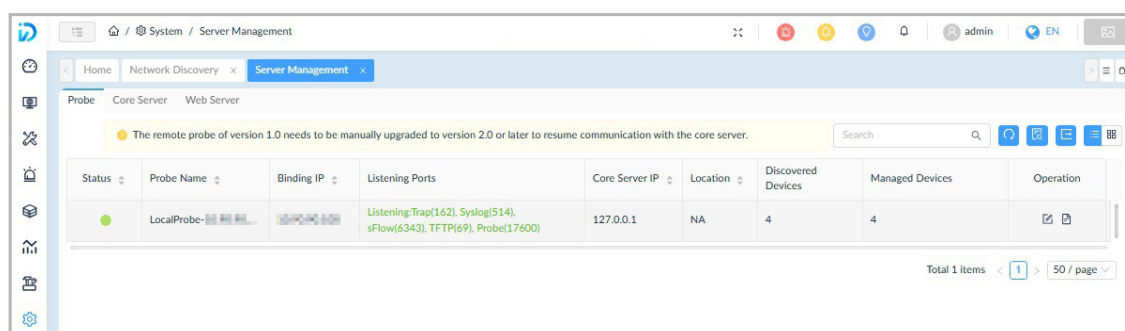 / System / Server Management
admin
EN
Home
Network Discovery x
Server Management x
Probe Core Server Web Server
The remote probe of version 1.0 needs to be manually upgraded to version 2.0 or later to resume communication with the core server.
Search
Status Probe Name Binding IP Listening Ports Core Server IP Location Discovered Devices Managed Devices Operation
LocalProbe-
Listening:Trap(162), Syslog(514),
sFlow(6343), TFTP(69), Probe(17600)
127.0.0.1 NA 4 4
Total 1 items < 1 > 50 / page